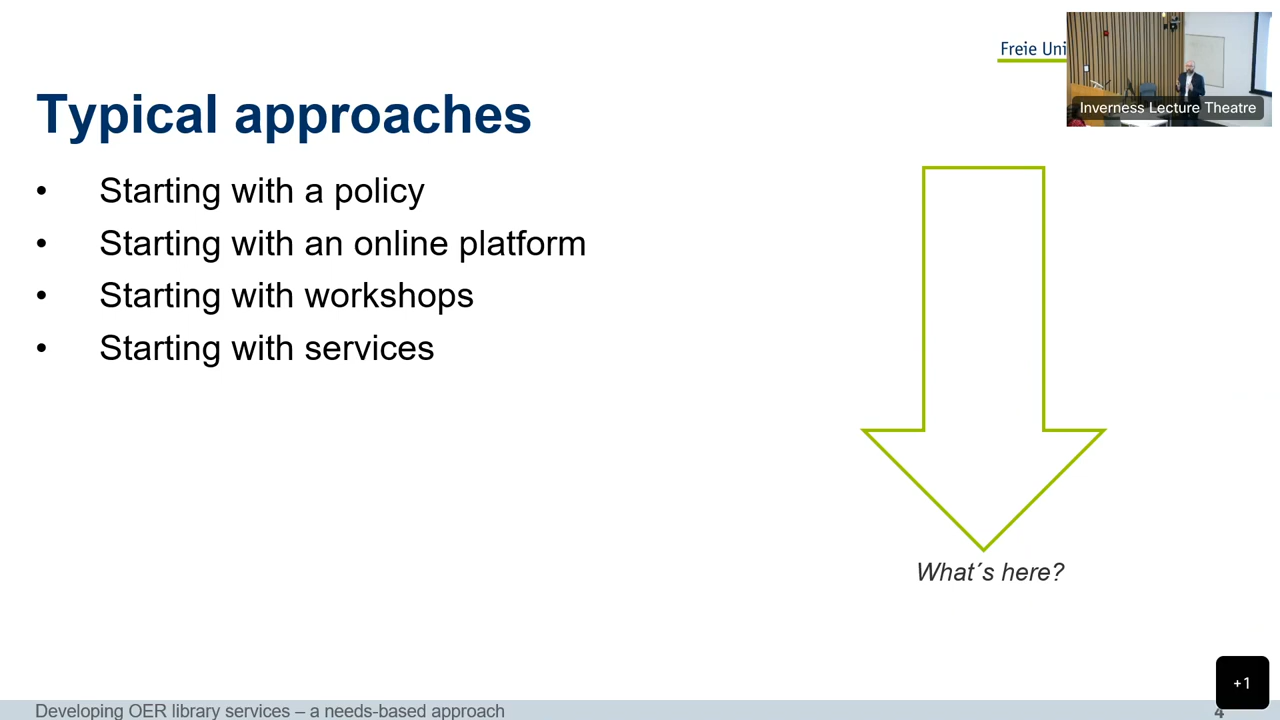 Freie Uni
Inverness Lecture Theatre
Typical approaches
• Starting with a policy
• Starting with an online platform
• Starting with workshops
• Starting with services
What´s here?
+1
Developing OER library services – a needs-based approach
4